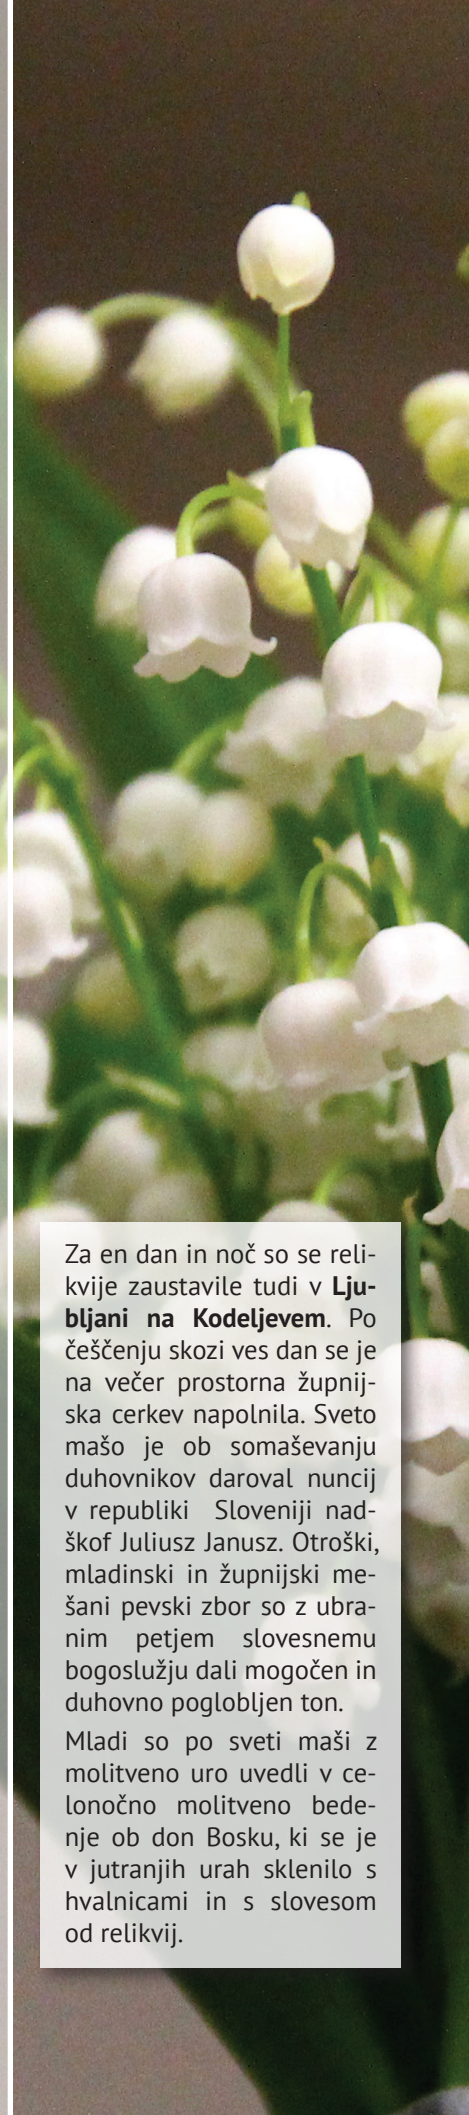 Za en dan in noč so se reli-
kvije zaustavile tudi v Lju-
bljani na Kodeljevem. Po
češčenju skozi ves dan se je
na večer prostorna župnij-
ska cerkev napolnila. Sveto
mašo je ob somaševanju
duhovnikov daroval nuncij
v republiki Sloveniji nad-
škof Juliusz Janusz. Otroški,
mladinski in župnijski me-
šani pevski zbor so z ubra-
nim petjem slovesnemu
bogoslužju dali mogočen in
duhovno poglobljen ton.
Mladi so po sveti maši z
molitveno uro uvedli v ce-
lonočno molitveno bede-
nje ob don Bosku, ki se je
v jutranjih urah sklenilo s
hvalnicami in s slovesom
od relikvij.